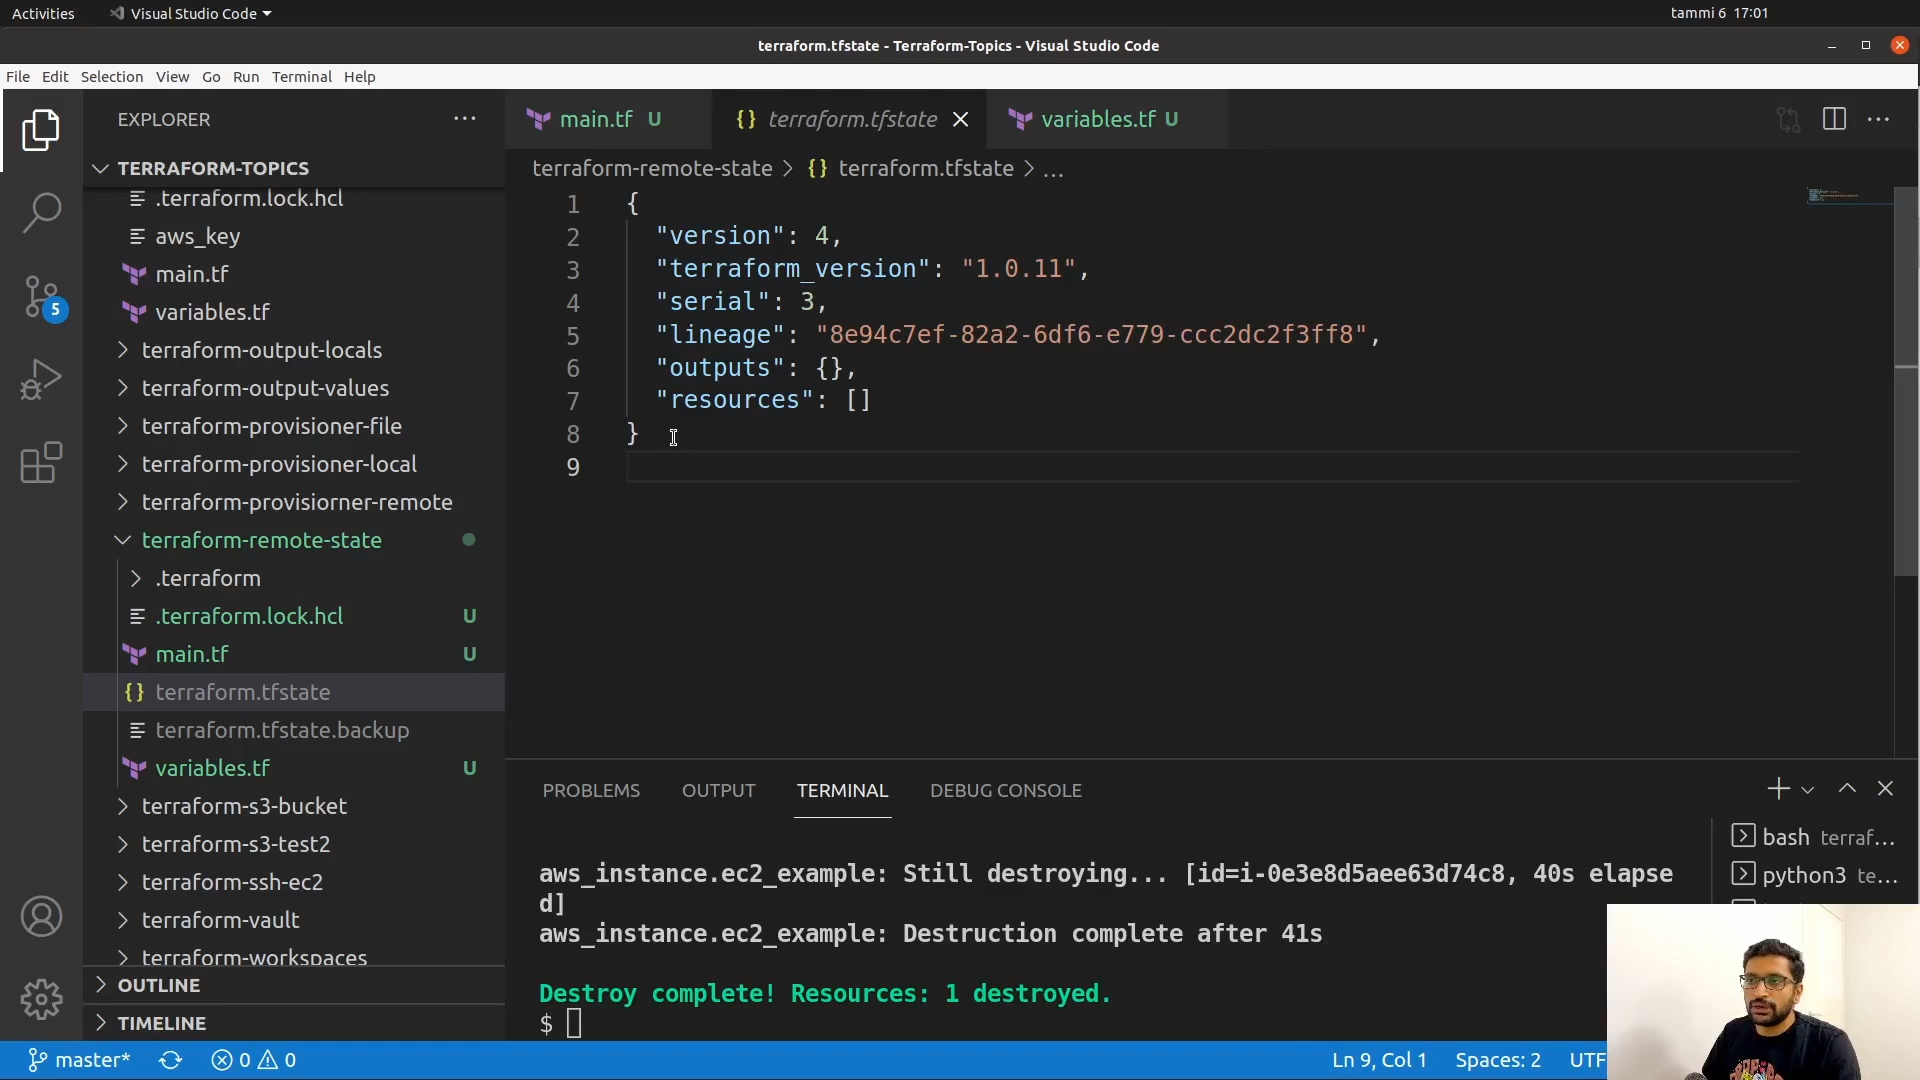 Activities
Visual Studio Code
tammi 6 17:01
terraform.tfstate - Terraform-Topics - Visual Studio Code
File Edit Selection View Go Run Terminal Help
EXPLORER
TERRAFORM-TOPICS
.terraform.lock.hcl
aws_key
main.tf
variables.tf
terraform-output-locals
terraform-output-values
terraform-provisioner-file
terraform-provisioner-local
terraform-provisiorner-remote
terraform-remote-state
.terraform
.terraform.lock.hcl U
main.tf U
terraform.tfstate
terraform.tfstate.backup
variables.tf U
terraform-s3-bucket
terraform-s3-test2
terraform-ssh-ec2
terraform-vault
terraform-workspaces
OUTLINE
TIMELINE
5
main.tf U
terraform.tfstate
variables.tf U
terraform-remote-state > {} terraform.tfstate > ...
1 {
2 "version": 4,
3 "terraform_version": "1.0.11",
4 "serial": 3,
5 "lineage": "8e94c7ef-82a2-6df6-e779-ccc2dc2f3ff8",
6 "outputs": {},
7 "resources": []
8 }
9
PROBLEMS OUTPUT TERMINAL DEBUG CONSOLE
aws_instance.ec2_example: Still destroying... [id=i-0e3e8d5aee63d74c8, 40s elapse
d]
aws_instance.ec2_example: Destruction complete after 41s
Destroy complete! Resources: 1 destroyed.
$
bash terraf...
python3 te...
master* 0 0
Ln 9, Col 1 Spaces: 2 UTF